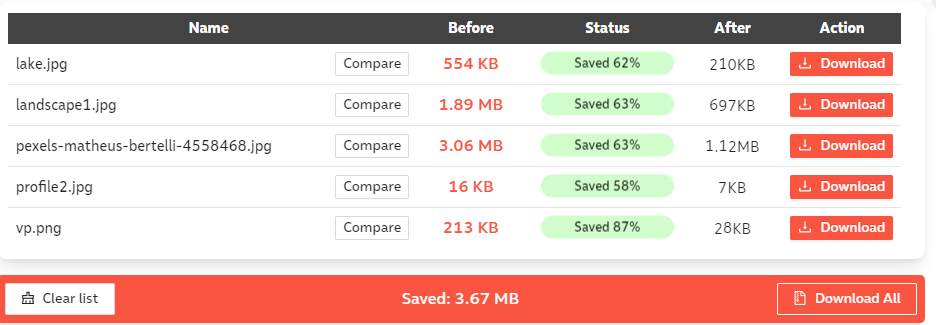 Name Before Status After Action
lake.jpg Compare 554 KB Saved 62% 210KB Download
landscape1.jpg Compare 1.89 MB Saved 63% 697KB Download
pexels-matheus-bertelli-4558468.jpg Compare 3.06 MB Saved 63% 1.12MB Download
profile2.jpg Compare 16 KB Saved 58% 7KB Download
vp.png Compare 213 KB Saved 87% 28KB Download
Clear list Saved: 3.67 MB Download All